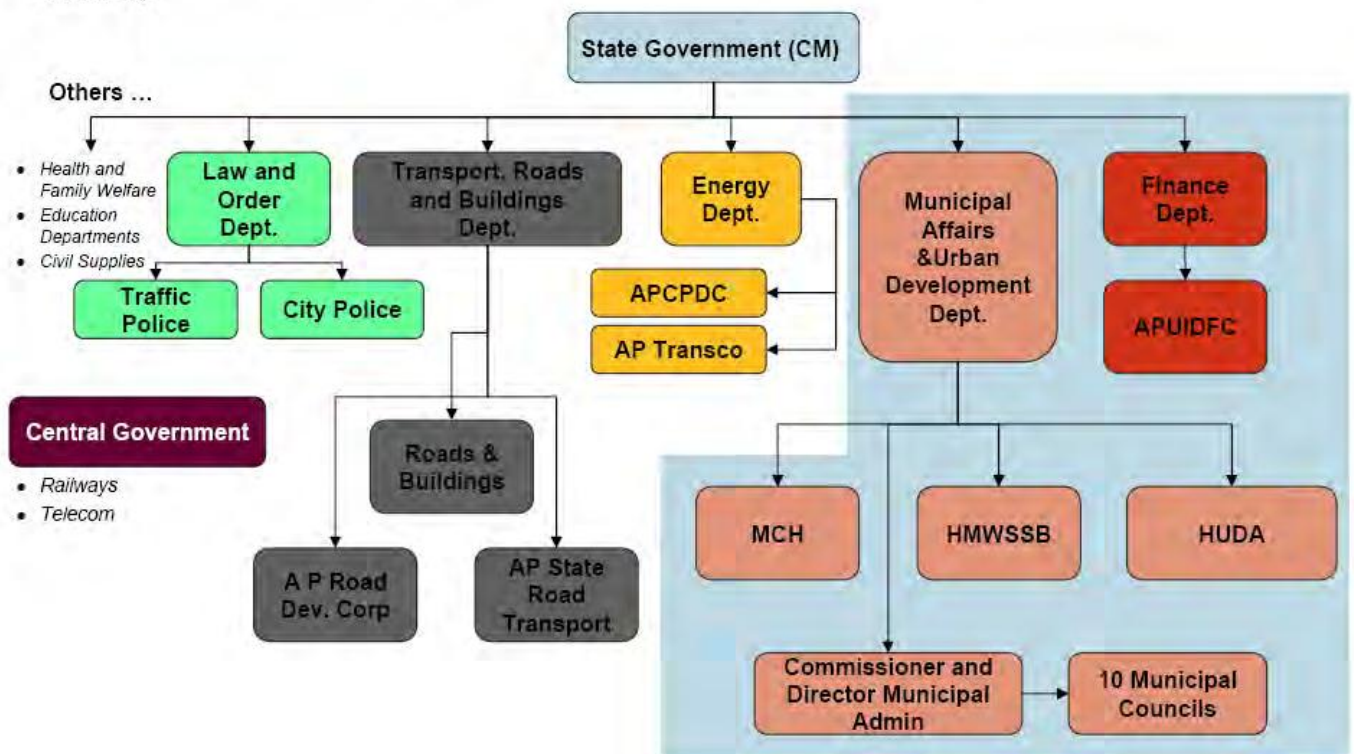 State Government (CM)
Others ...
• Health and
Family Welfare
• Education
Departments
• Civil Supplies
Law and
Order
Dept.
Transport, Roads
and Buildings
Dept.
Energy
Dept.
Municipal
Affairs
&Urban
Development
Dept.
Finance
Dept.
Traffic
Police
City Police
APCPDC
AP Transco
APUIDFC
Central Government
• Railways
• Telecom
Roads &
Buildings
A P Road
Dev. Corp
AP State
Road
Transport
MCH
HMWSSB
HUDA
Commissioner and
Director Municipal
Admin
10 Municipal
Councils